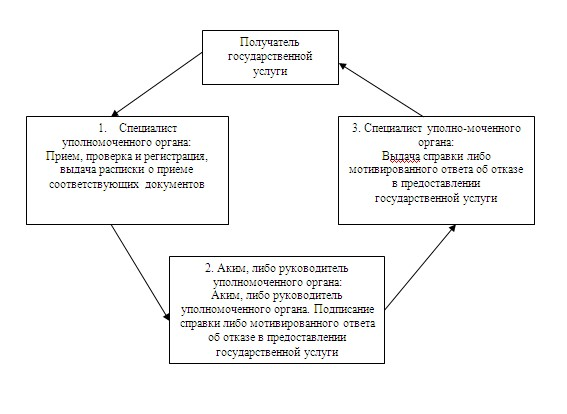 Получатель
государственной
услуги
1. Специалист
уполномоченного органа:
Прием, проверка и регистрация,
выдача расписки о приеме
соответствующих документов
3. Специалист уполно-моченного
органа:
Выдача справки либо
мотивированного ответа об отказе
в предоставлении
государственной услуги
2. Аким, либо руководитель
уполномоченного органа:
Аким, либо руководитель
уполномоченного органа. Подписание
справки либо мотивированного ответа
об отказе в предоставлении
государственной услуги